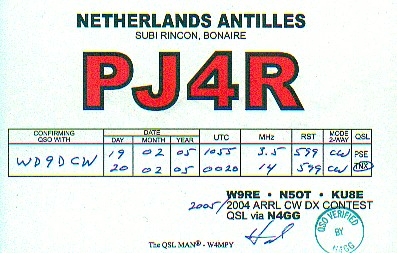 NETHERLANDS ANTILLES
SUBI RINCON, BONAIRE
PJ4R
CONFIRMING QSO WITH DATE DAY MONTH YEAR UTC MHz RST MODE 2-WAY QSL
WD9DCW 19 02 05 1055 3.5 599 CW PSE
20 02 05 0020 14 599 CW TNX
W9RE • N5OT • KU8E
2005/2004 ARRL CW DX CONTEST
QSL via N4GG
QSO VERIFIED BY N4GG
The QSL MAN® - W4MPY